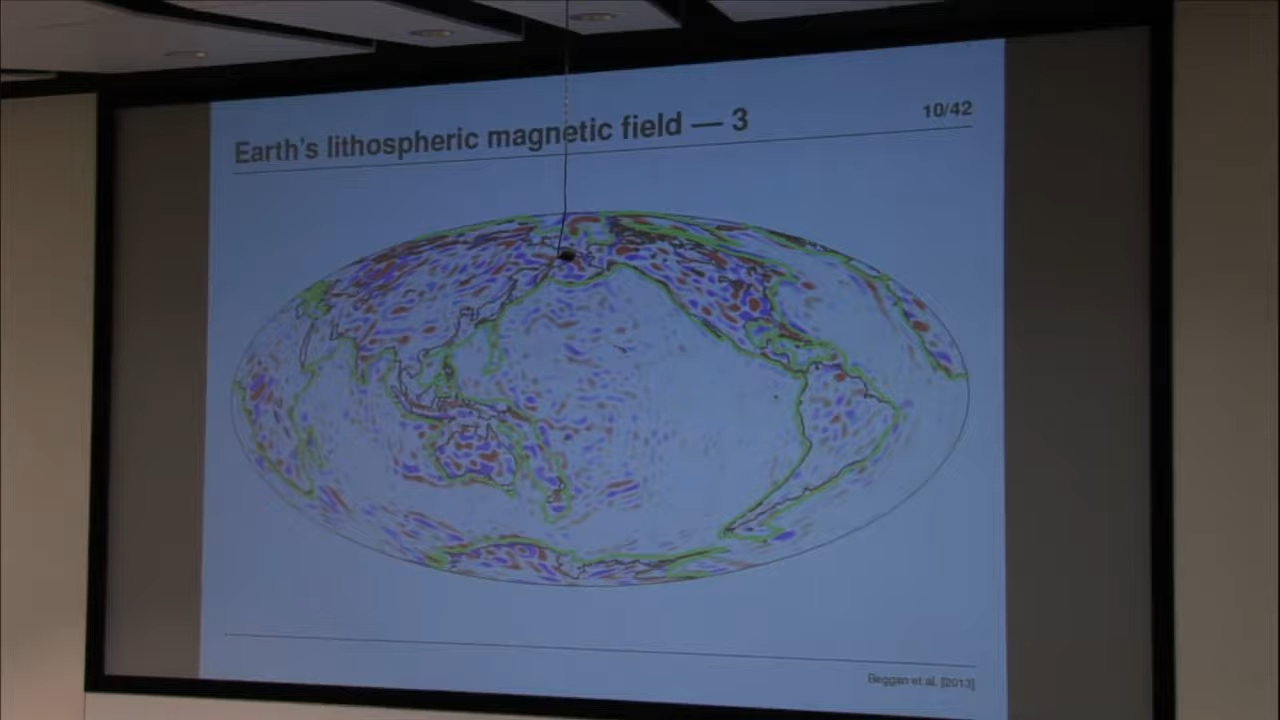 Earth's lithospheric magnetic field — 3
10/42
Beggan et al. [2013]